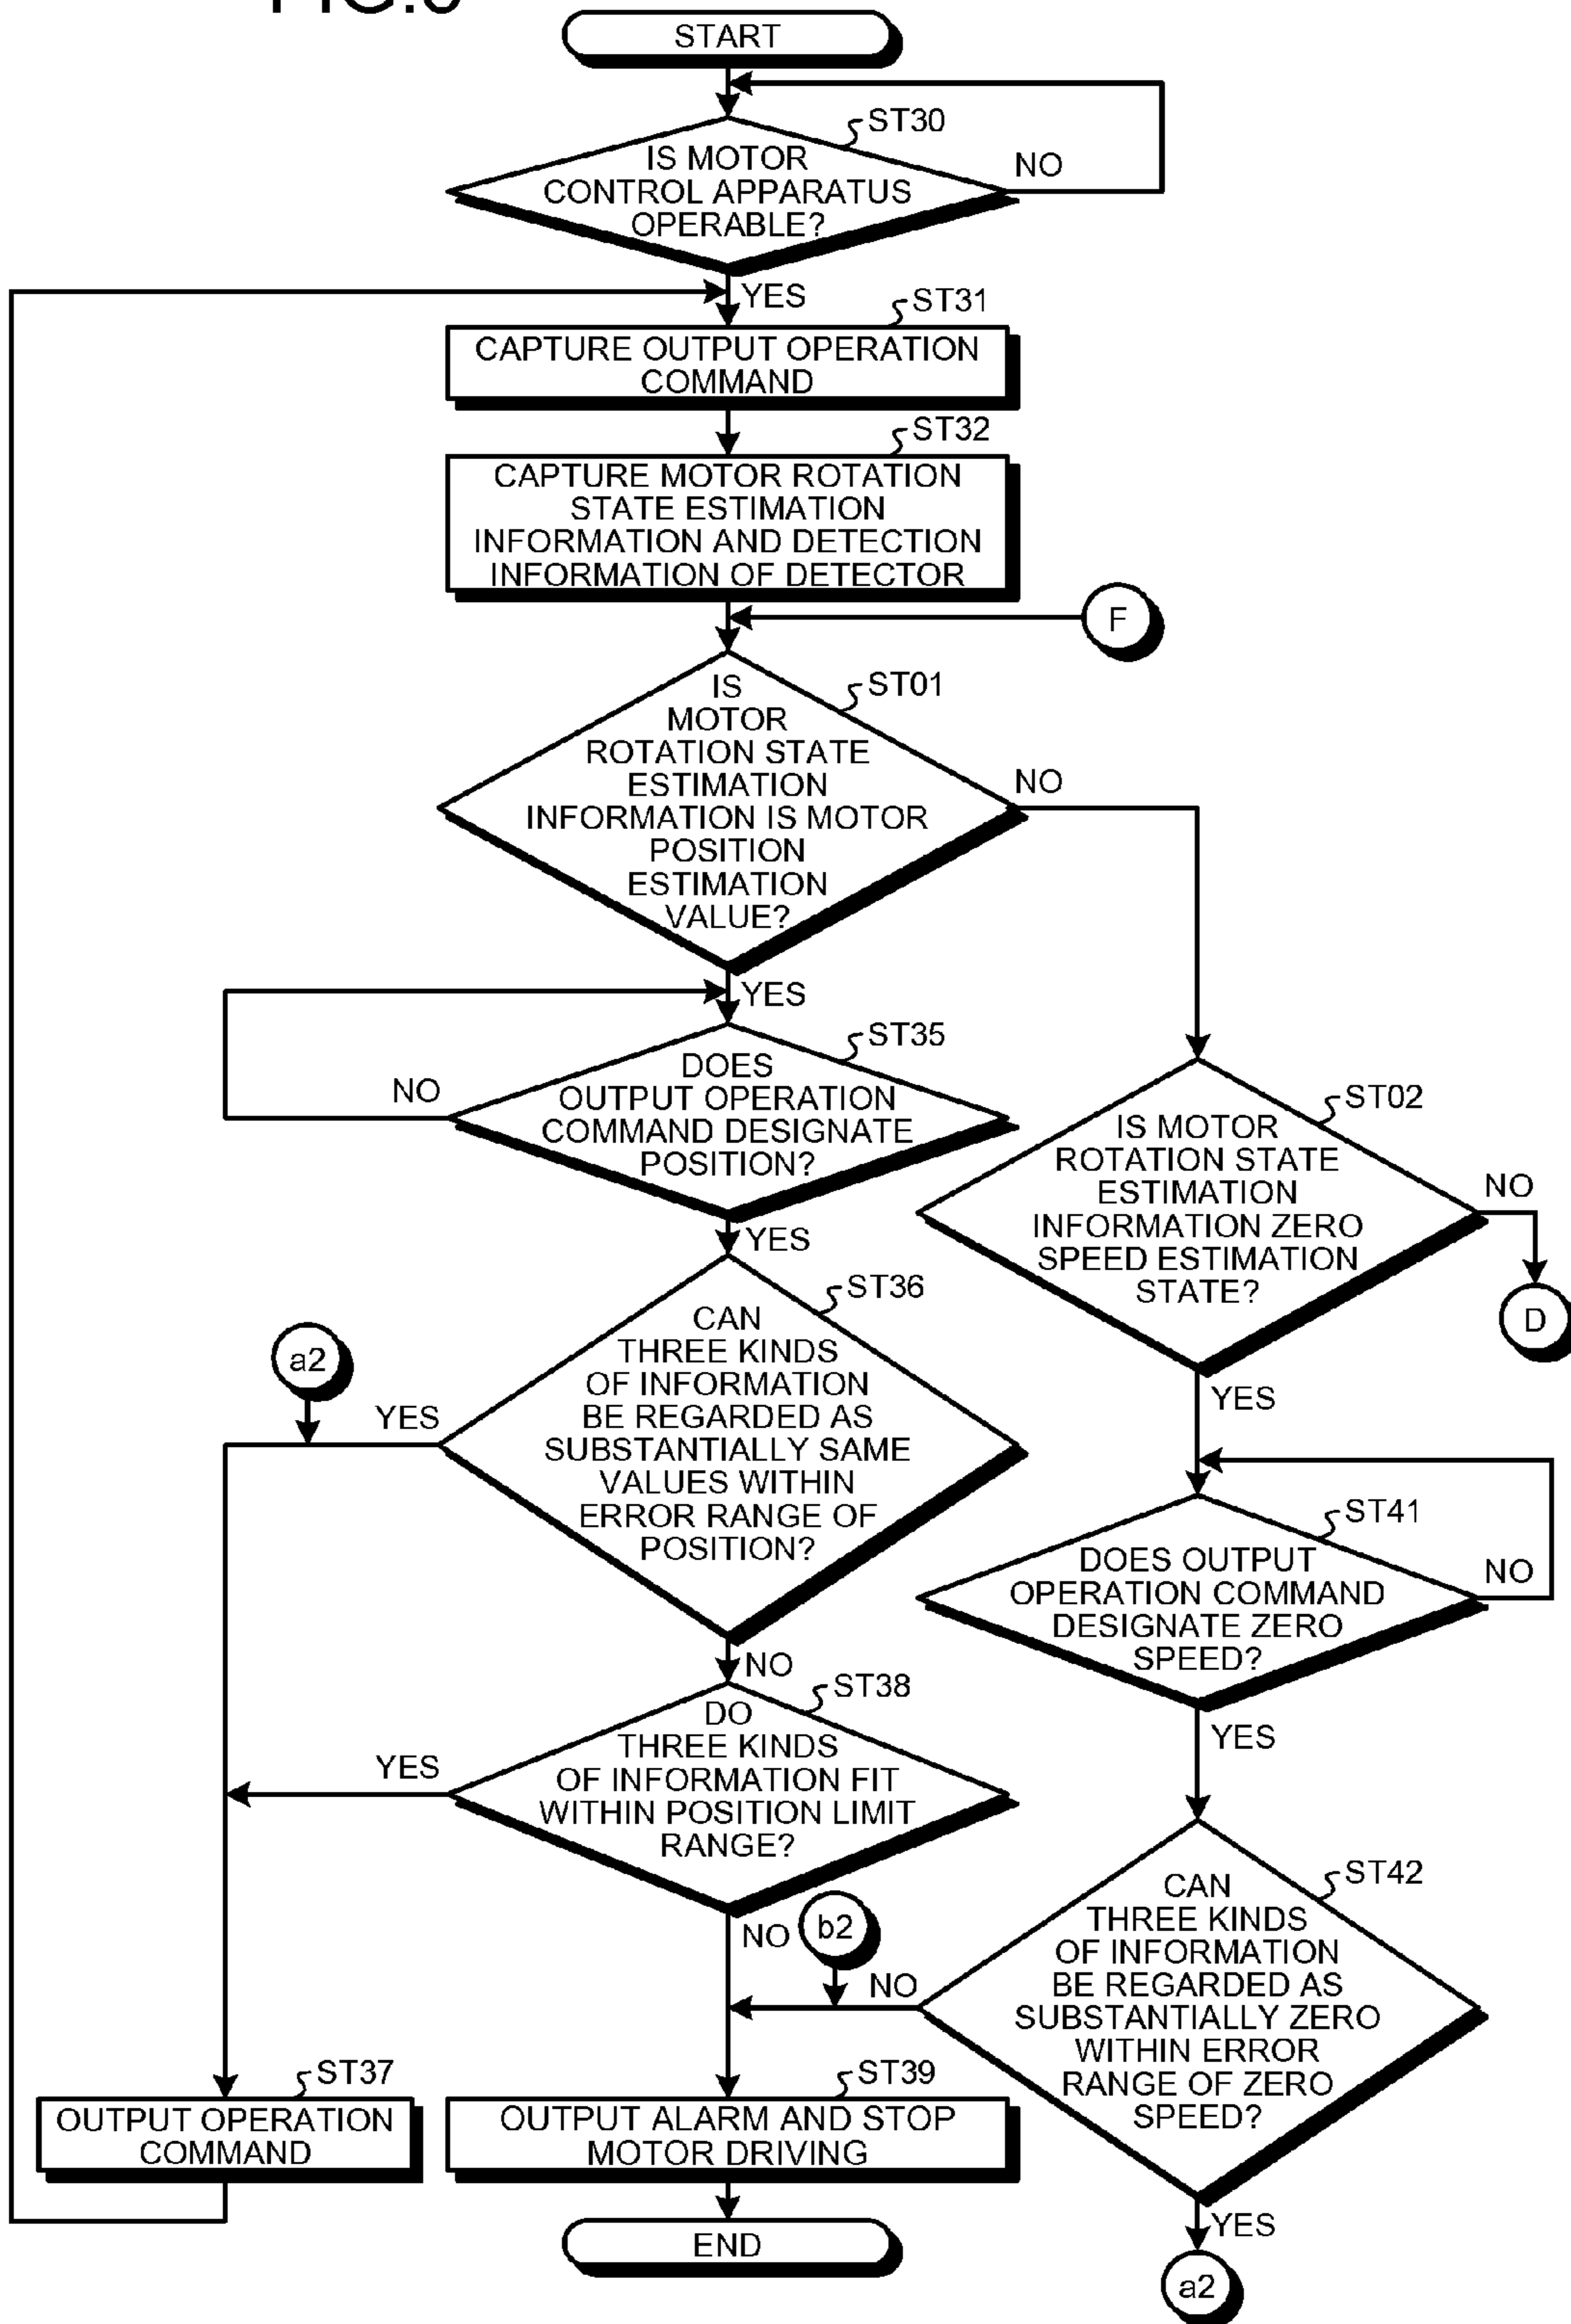 START
ST30
IS MOTOR
CONTROL APPARATUS
OPERABLE?
NO
YES
ST31
CAPTURE OUTPUT OPERATION
COMMAND
ST32
CAPTURE MOTOR ROTATION
STATE ESTIMATION
INFORMATION AND DETECTION
INFORMATION OF DETECTOR
F
ST01
IS
MOTOR
ROTATION STATE
ESTIMATION
INFORMATION IS MOTOR
POSITION
ESTIMATION
VALUE?
NO
YES
ST35
DOES
OUTPUT OPERATION
COMMAND DESIGNATE
POSITION?
NO
YES
ST02
IS MOTOR
ROTATION STATE
ESTIMATION
INFORMATION ZERO
SPEED ESTIMATION
STATE?
NO
D
YES
ST36
CAN
THREE KINDS
OF INFORMATION
BE REGARDED AS
SUBSTANTIALLY SAME
VALUES WITHIN
ERROR RANGE OF
POSITION?
a2
YES
NO
ST41
DOES OUTPUT
OPERATION COMMAND
DESIGNATE ZERO
SPEED?
NO
YES
ST38
DO
THREE KINDS
OF INFORMATION FIT
WITHIN POSITION LIMIT
RANGE?
YES
NO
b2
NO
ST42
CAN
THREE KINDS
OF INFORMATION
BE REGARDED AS
SUBSTANTIALLY ZERO
WITHIN ERROR
RANGE OF ZERO
SPEED?
YES
a2
ST37
OUTPUT OPERATION
COMMAND
ST39
OUTPUT ALARM AND STOP
MOTOR DRIVING
END